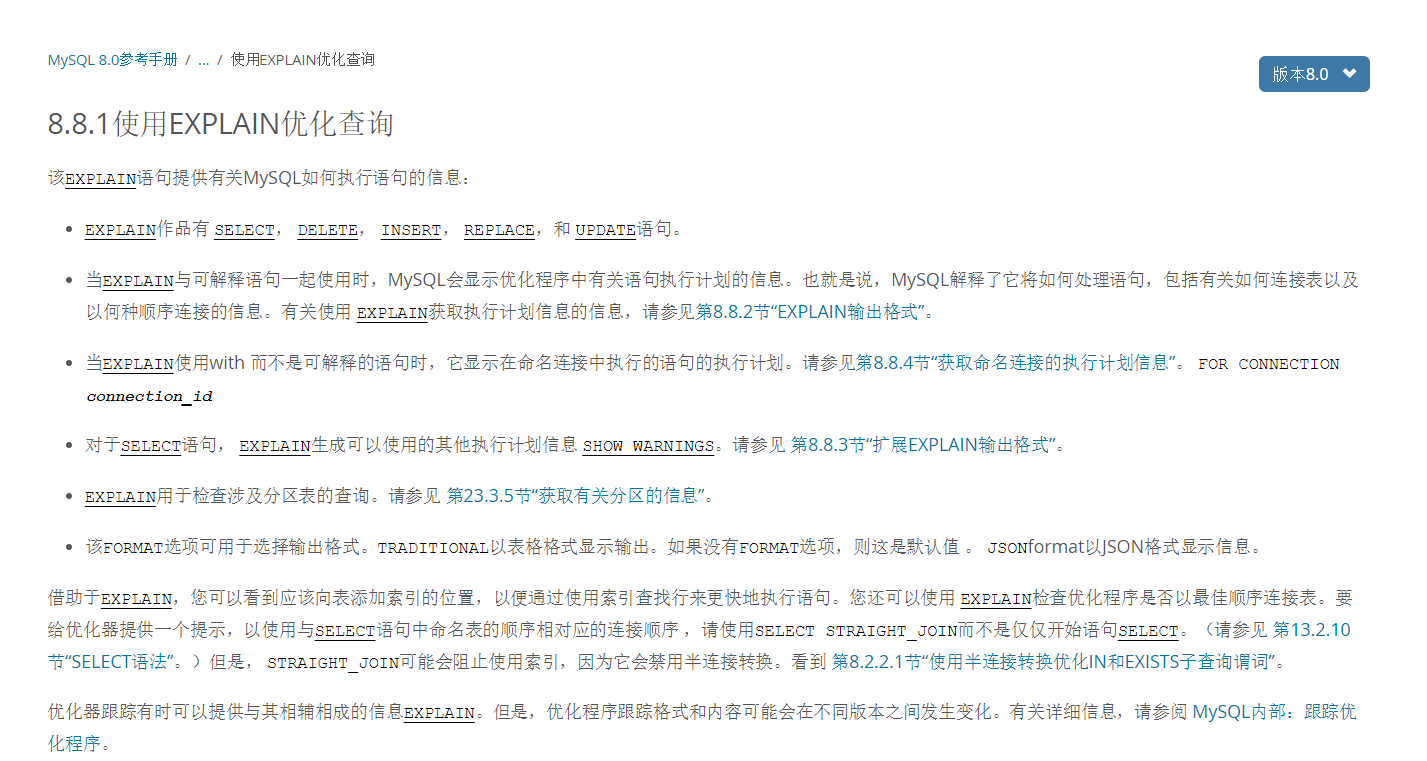 MySQL 8.0参考手册 / ... / 使用EXPLAIN优化查询
版本8.0
8.8.1使用EXPLAIN优化查询
该EXPLAIN语句提供有关MySQL如何执行语句的信息：
• EXPLAIN作品有 SELECT， DELETE， INSERT， REPLACE，和 UPDATE语句。
• 当EXPLAIN与可解释语句一起使用时，MySQL会显示优化程序中有关语句执行计划的信息。也就是说，MySQL解释了它将如何处理语句，包括有关如何连接表以及
以何种顺序连接的信息。有关使用 EXPLAIN获取执行计划信息的信息，请参见第8.8.2节“EXPLAIN输出格式”。
• 当EXPLAIN使用with 而不是可解释的语句时，它显示在命名连接中执行的语句的执行计划。请参见第8.8.4节“获取命名连接的执行计划信息”。 FOR CONNECTION
connection_id
• 对于SELECT语句， EXPLAIN生成可以使用的其他执行计划信息 SHOW WARNINGS。请参见 第8.8.3节“扩展EXPLAIN输出格式”。
• EXPLAIN用于检查涉及分区表的查询。请参见 第23.3.5节“获取有关分区的信息”。
• 该FORMAT选项可用于选择输出格式。TRADITIONAL以表格格式显示输出。如果没有FORMAT选项，则这是默认值 。 JSONformat以JSON格式显示信息。
借助于EXPLAIN，您可以看到应该向表添加索引的位置，以便通过使用索引查找行来更快地执行语句。您还可以使用 EXPLAIN检查优化程序是否以最佳顺序连接表。要
给优化器提供一个提示，以使用与SELECT语句中命名表的顺序相对应的连接顺序 ，请使用SELECT STRAIGHT_JOIN而不是仅仅开始语句SELECT。（请参见 第13.2.10
节“SELECT语法”。）但是， STRAIGHT_JOIN可能会阻止使用索引，因为它会禁用半连接转换。看到 第8.2.2.1节“使用半连接转换优化IN和EXISTS子查询谓词”。
优化器跟踪有时可以提供与其相辅相成的信息EXPLAIN。但是，优化程序跟踪格式和内容可能会在不同版本之间发生变化。有关详细信息，请参阅 MySQL内部：跟踪优
化程序。